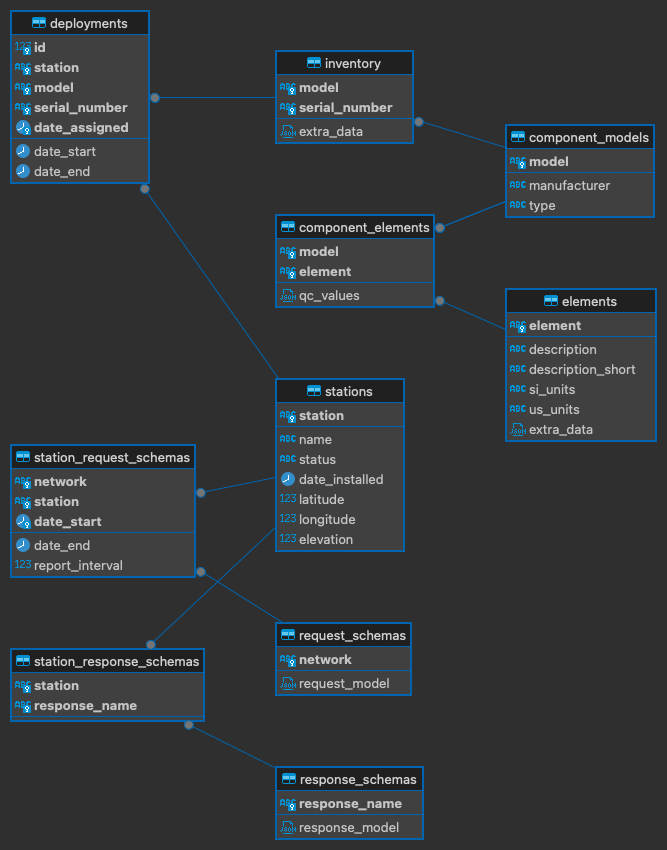 deployments
id
station
model
serial_number
date_assigned
date_start
date_end
inventory
model
serial_number
extra_data
component_models
model
manufacturer
type
component_elements
model
element
qc_values
elements
element
description
description_short
si_units
us_units
extra_data
stations
station
name
status
date_installed
latitude
longitude
elevation
station_request_schemas
network
station
date_start
date_end
report_interval
request_schemas
network
request_model
station_response_schemas
station
response_name
response_schemas
response_name
response_model